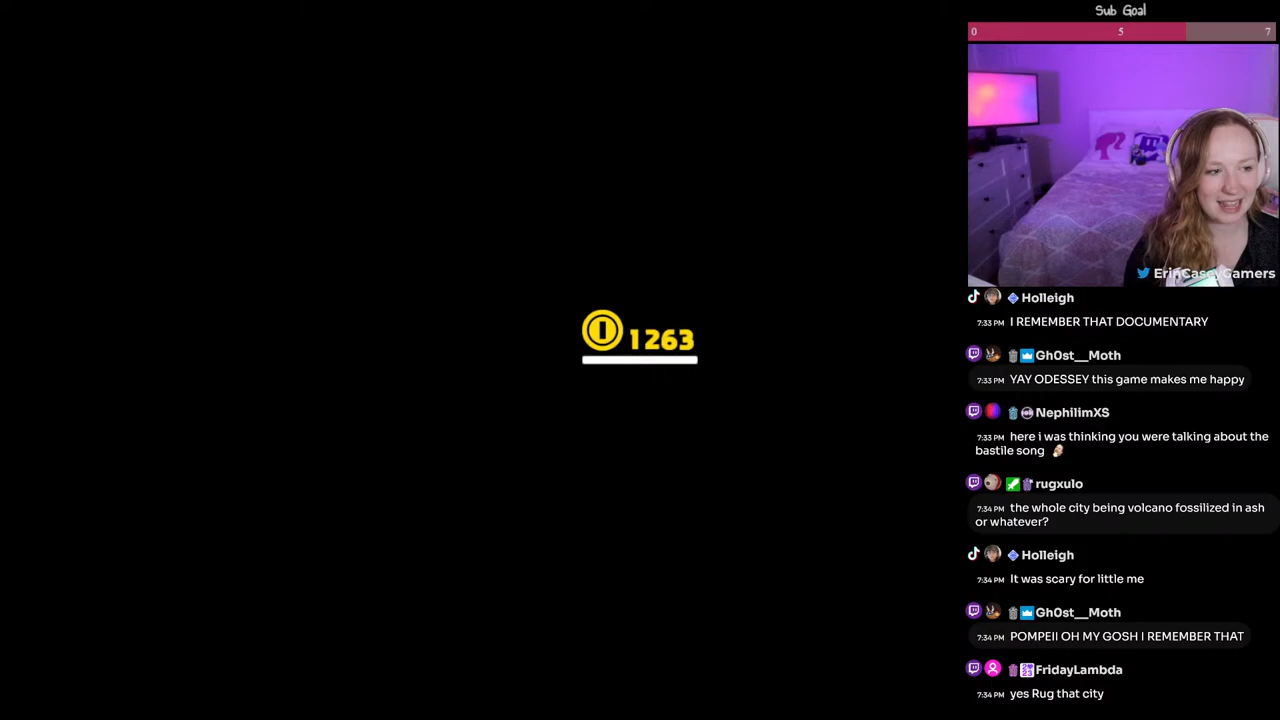 Sub Goal
0 5 7
1263
ErinCaseyGamers
Holleigh
7:33 PM I REMEMBER THAT DOCUMENTARY
Gh0st__Moth
7:33 PM YAY ODESSEY this game makes me happy
NephilimXS
7:33 PM here i was thinking you were talking about the
bastile song
rugxulo
7:34 PM the whole city being volcano fossilized in ash
or whatever?
Holleigh
7:34 PM It was scary for little me
Gh0st__Moth
7:34 PM POMPEII OH MY GOSH I REMEMBER THAT
FridayLambda
7:34 PM yes Rug that city